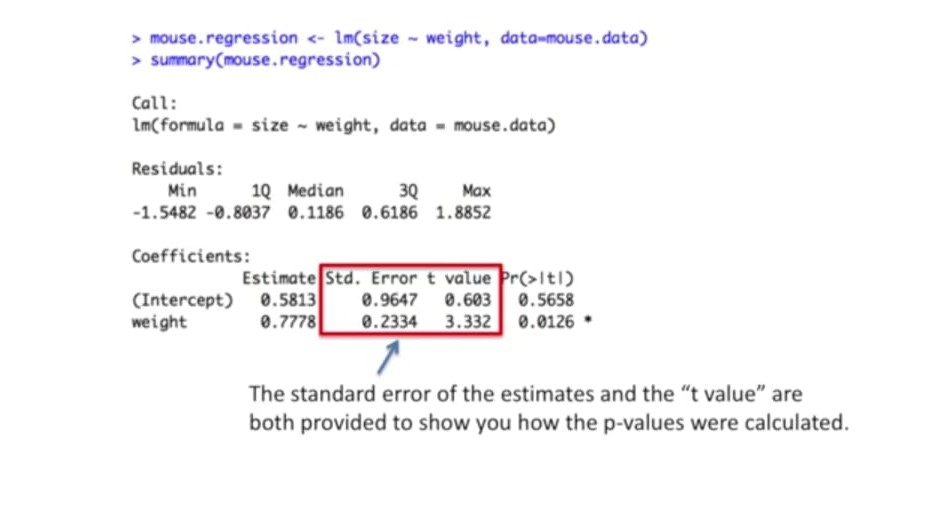 > mouse.regression <- lm(size ~ weight, data=mouse.data)
> summary(mouse.regression)
Call:
lm(formula = size ~ weight, data = mouse.data)
Residuals:
Min 1Q Median 3Q Max
-1.5482 -0.8037 0.1186 0.6186 1.8852
Coefficients:
Estimate Std. Error t value Pr(>|t|)
(Intercept) 0.5813 0.9647 0.603 0.5658
weight 0.7778 0.2334 3.332 0.0126 *
The standard error of the estimates and the “t value” are
both provided to show you how the p-values were calculated.